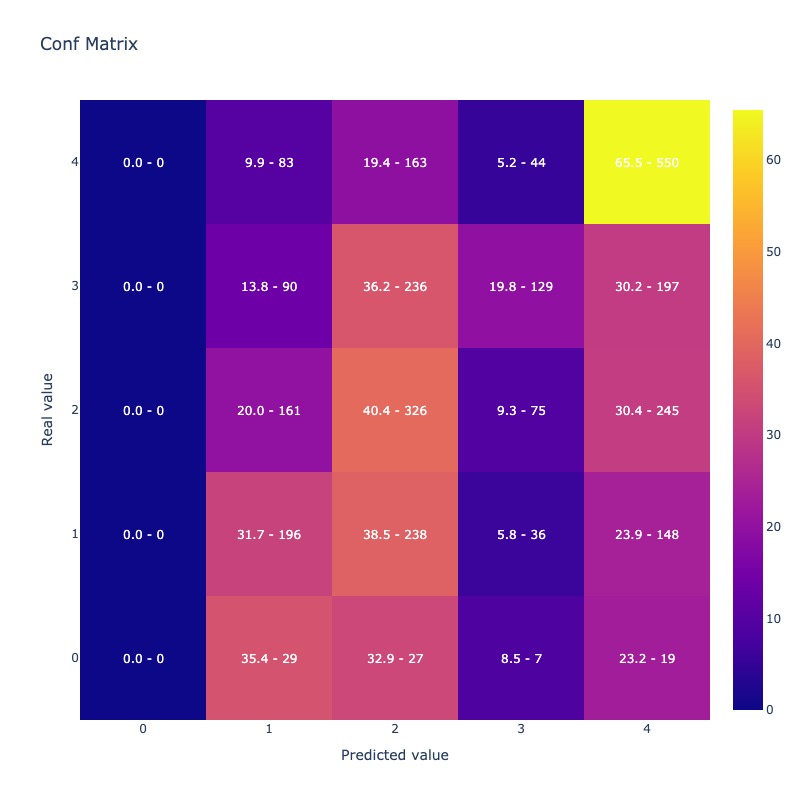 Conf Matrix
4
0.0 - 0
9.9 - 83
19.4 - 163
5.2 - 44
65.5 - 550
3
0.0 - 0
13.8 - 90
36.2 - 236
19.8 - 129
30.2 - 197
2
0.0 - 0
20.0 - 161
40.4 - 326
9.3 - 75
30.4 - 245
1
0.0 - 0
31.7 - 196
38.5 - 238
5.8 - 36
23.9 - 148
0
0.0 - 0
35.4 - 29
32.9 - 27
8.5 - 7
23.2 - 19
0
1
2
3
4
Predicted value
Real value
60
50
40
30
20
10
0